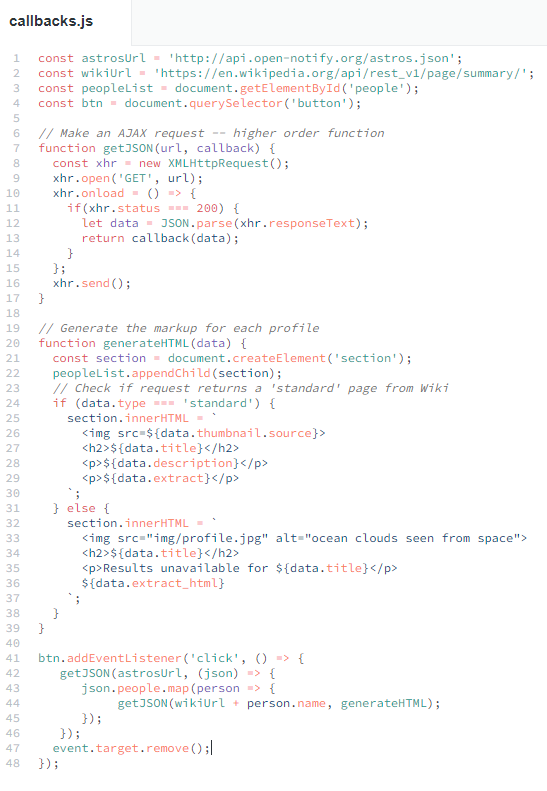 callbacks.js
1 const astrosUrl = 'http://api.open-notify.org/astros.json';
2 const wikiUrl = 'https://en.wikipedia.org/api/rest_v1/page/summary/';
3 const peopleList = document.getElementById('people');
4 const btn = document.querySelector('button');
5
6 // Make an AJAX request -- higher order function
7 function getJSON(url, callback) {
8   const xhr = new XMLHttpRequest();
9   xhr.open('GET', url);
10   xhr.onload = () => {
11     if(xhr.status === 200) {
12       let data = JSON.parse(xhr.responseText);
13       return callback(data);
14     }
15   };
16   xhr.send();
17 }
18
19 // Generate the markup for each profile
20 function generateHTML(data) {
21   const section = document.createElement('section');
22   peopleList.appendChild(section);
23   // Check if request returns a 'standard' page from Wiki
24   if (data.type === 'standard') {
25     section.innerHTML = `
26       <img src=${data.thumbnail.source}>
27       <h2>${data.title}</h2>
28       <p>${data.description}</p>
29       <p>${data.extract}</p>
30     `;
31   } else {
32     section.innerHTML = `
33       <img src="img/profile.jpg" alt="ocean clouds seen from space">
34       <h2>${data.title}</h2>
35       <p>Results unavailable for ${data.title}</p>
36       ${data.extract_html}
37     `;
38   }
39 }
40
41 btn.addEventListener('click', () => {
42    getJSON(astrosUrl, (json) => {
43       json.people.map(person => {
44            getJSON(wikiUrl + person.name, generateHTML);
45       });
46    });
47   event.target.remove();
48 });